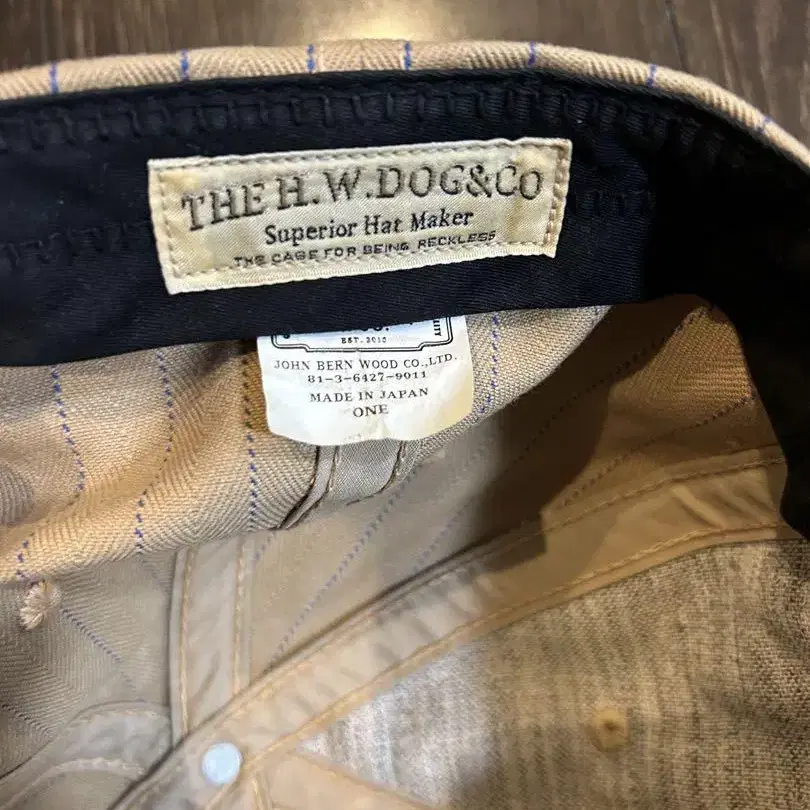 THE H.W.DOG&CO
Superior Hat Maker
THE CASE FOR BEING RECKLESS
EST. 2010
JOHN BERN WOOD CO.,LTD.
81-3-6427-9011
MADE IN JAPAN
ONE